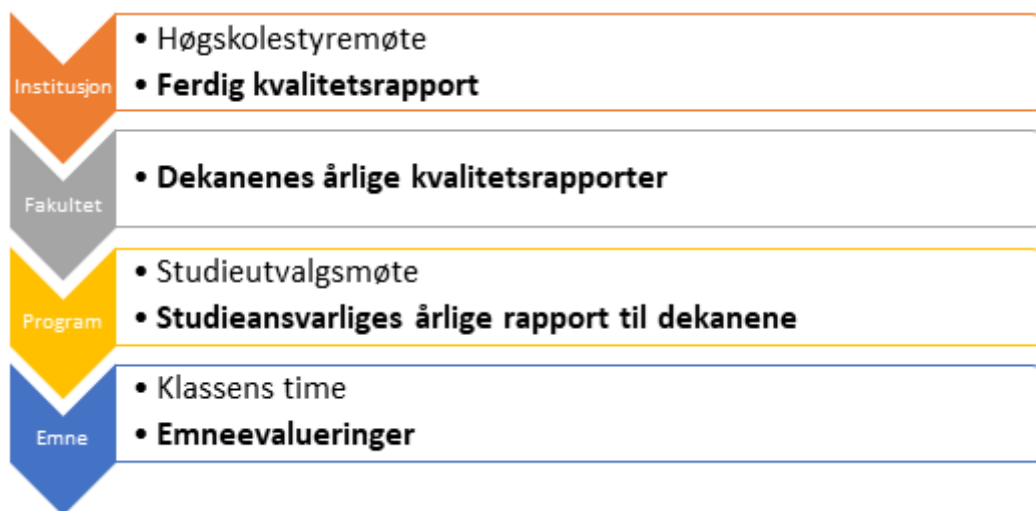 Institusjon
• Høgskolestyremøte
• Ferdig kvalitetsrapport
Fakultet
• Dekanenes årlige kvalitetsrapporter
Program
• Studieutvalgsmøte
• Studieansvarliges årlige rapport til dekanene
Emne
• Klassens time
• Emneevalueringer